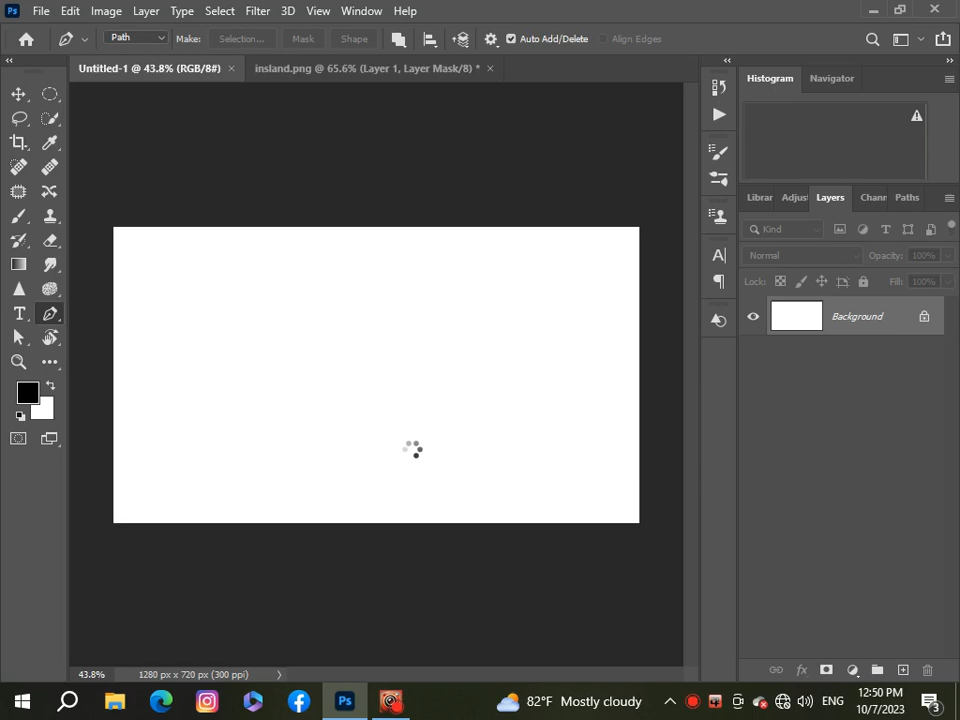 Ps File Edit Image Layer Type Select Filter 3D View Window Help
Path Make: Selection... Mask Shape Auto Add/Delete Align Edges
Untitled-1 @ 43.8% (RGB/8#) × insland.png @ 65.6% (Layer 1, Layer Mask/8) * ×
Histogram Navigator
Librar Adjus Layers Chann Paths
Kind
Normal Opacity: 100%
Lock: Fill: 100%
Background
43.8% 1280 px x 720 px (300 ppi)
Ps 82°F Mostly cloudy ENG 12:50 PM
10/7/2023 3